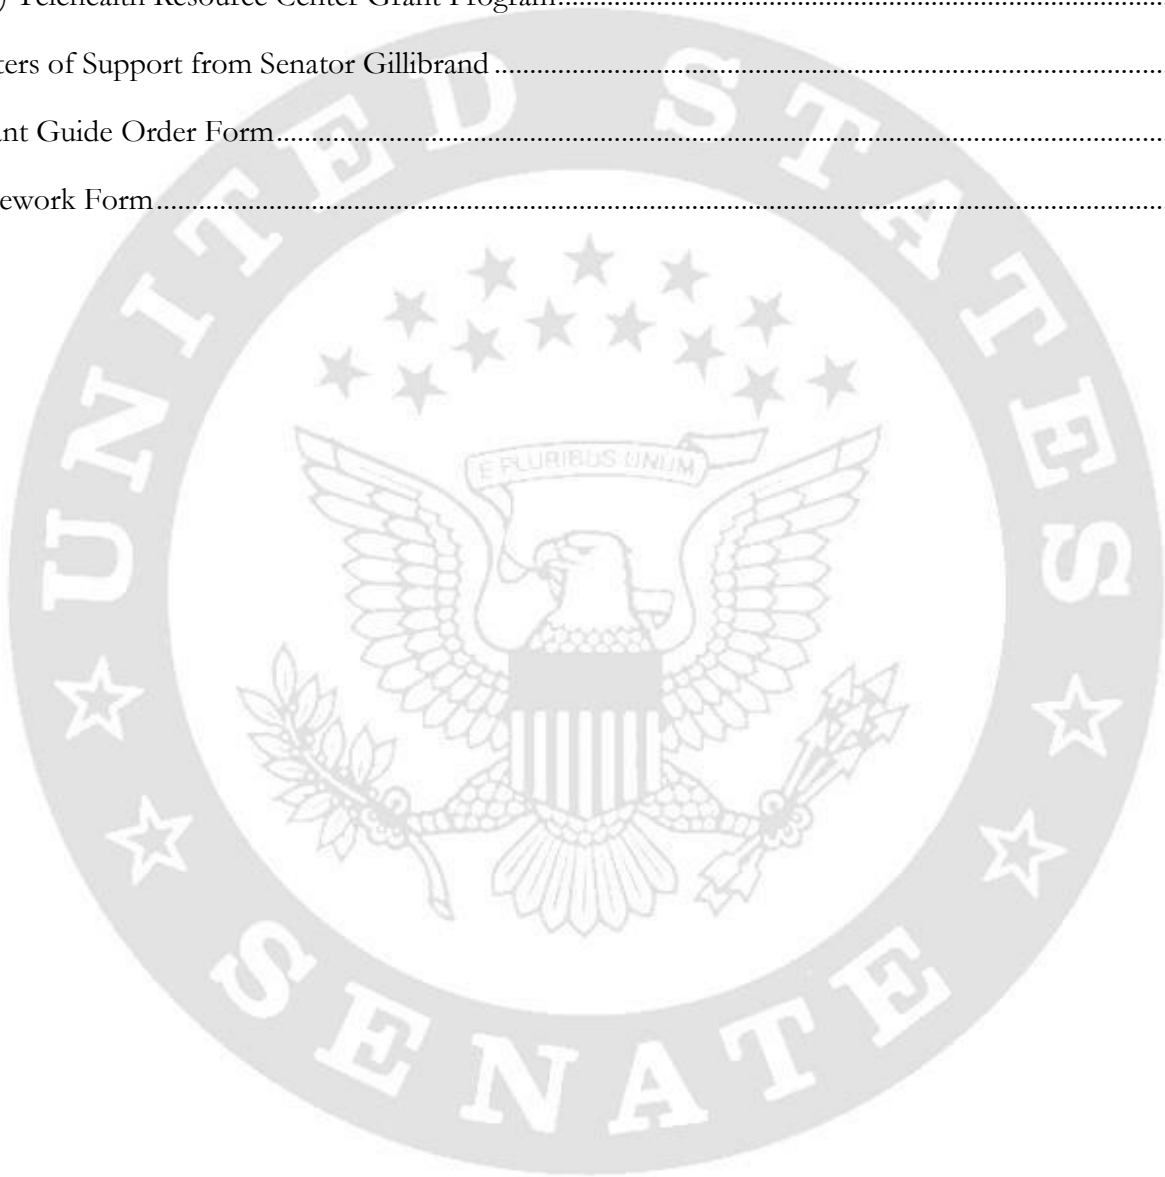 ) Telehealth Resource Center Grant Program..........................................................................................
ters of Support from Senator Gillibrand ....................................................................................................
ant Guide Order Form..............................................................................................................................
ework Form..............................................................................................................................................
UNITED STATES
E PLURIBUS UNUM
SENATE